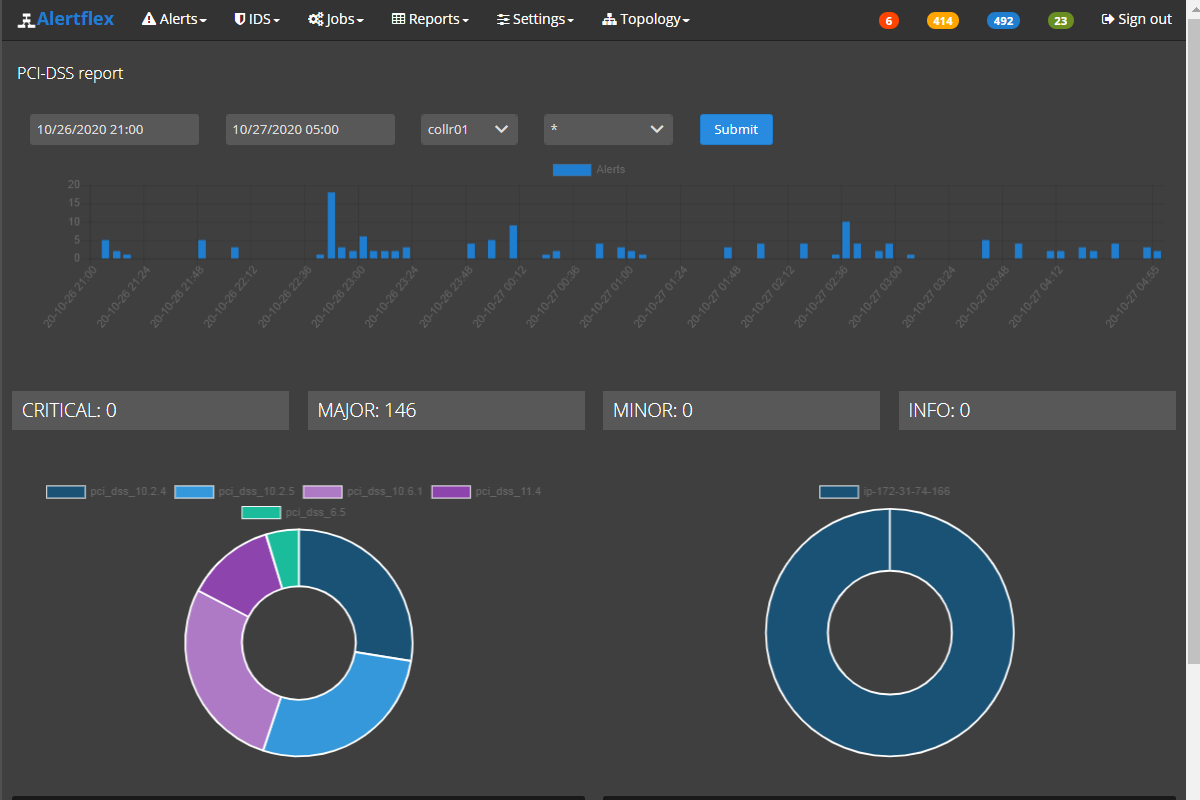 Alertflex Alerts IDS Jobs Reports Settings Topology 6 414 492 23 Sign out
PCI-DSS report
10/26/2020 21:00 10/27/2020 05:00 collr01 * Submit
Alerts
20
15
10
5
0
20-10-26 21:00 20-10-26 21:24 20-10-26 21:48 20-10-26 22:12 20-10-26 22:36 20-10-26 23:00 20-10-26 23:24 20-10-26 23:48 20-10-27 00:12 20-10-27 00:36 20-10-27 01:00 20-10-27 01:24 20-10-27 01:48 20-10-27 02:12 20-10-27 02:36 20-10-27 03:00 20-10-27 03:24 20-10-27 03:48 20-10-27 04:12 20-10-27 04:55
CRITICAL: 0 MAJOR: 146 MINOR: 0 INFO: 0
pci_dss_10.2.4 pci_dss_10.2.5 pci_dss_10.6.1 pci_dss_11.4
pci_dss_6.5
ip-172-31-74-166